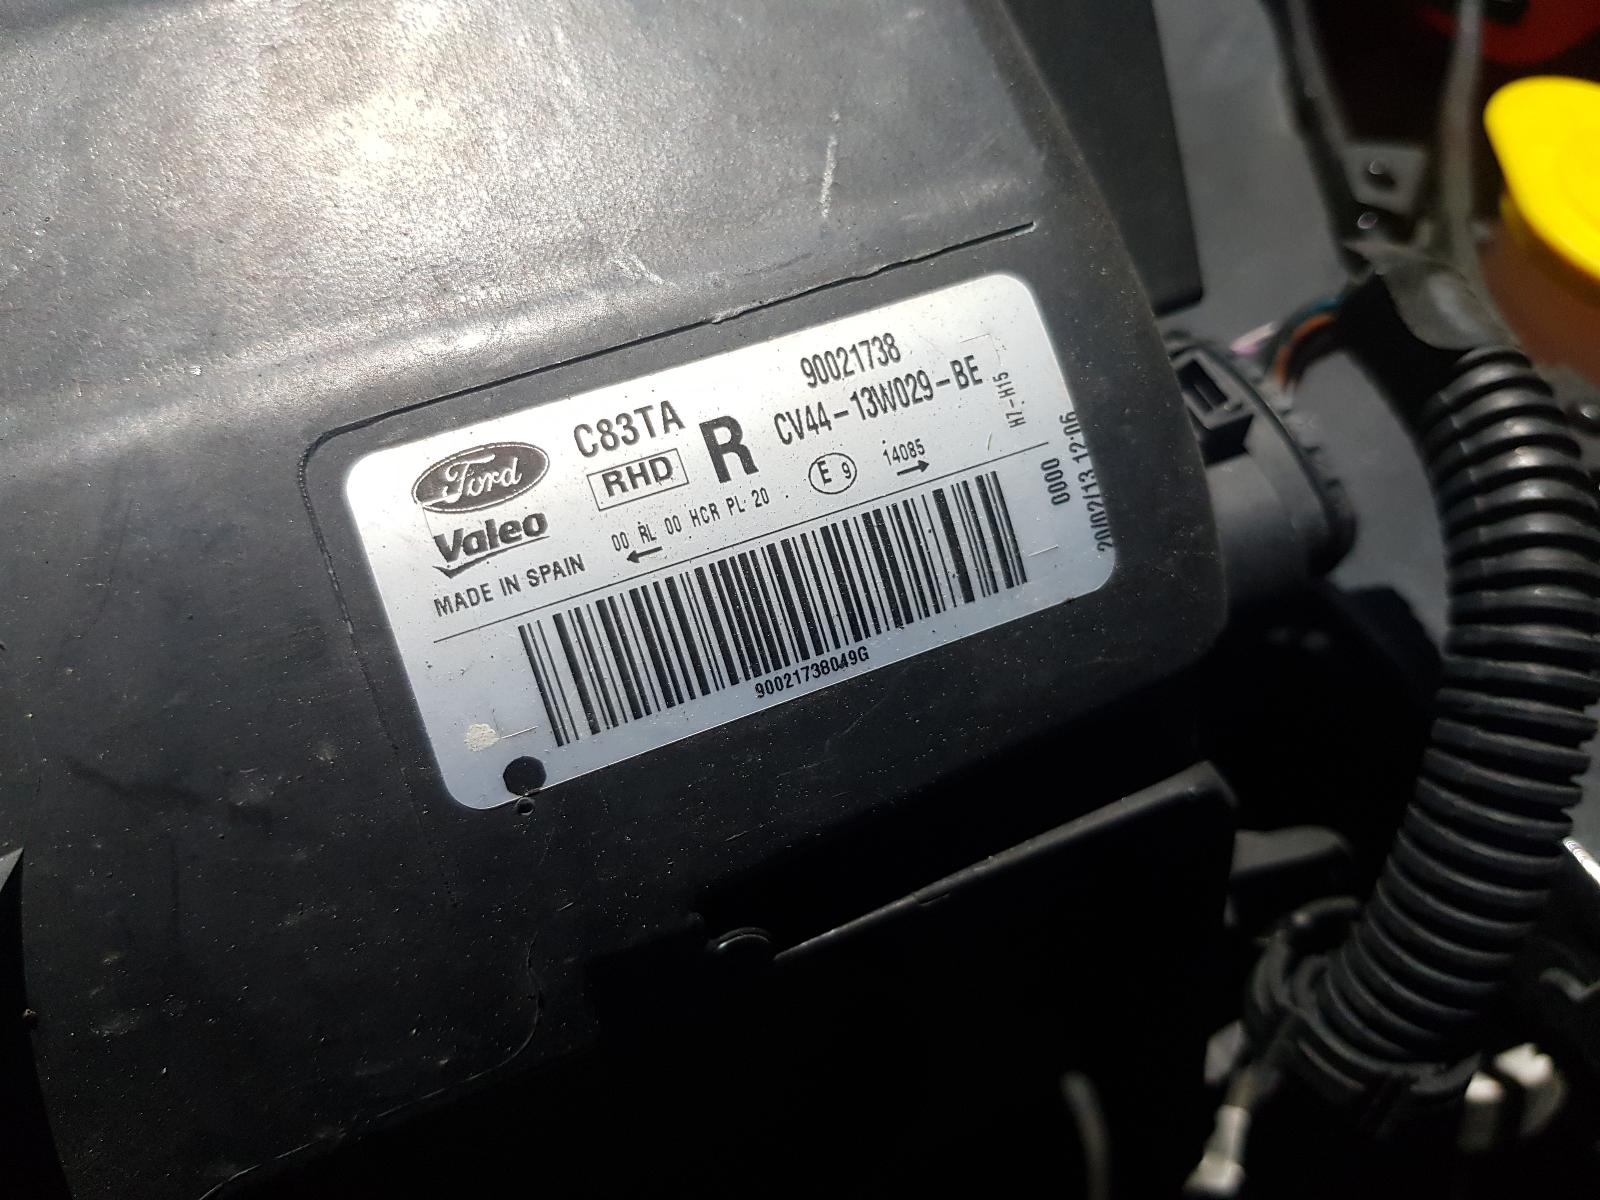 Ford
Valeo
MADE IN SPAIN
C83TA
RHD
R
90021738
CV44-13W029-BE
H7-H15
00 RL 00 HCR PL 20
E 9
14085
0000
20/02/13 12:06
90021738049G